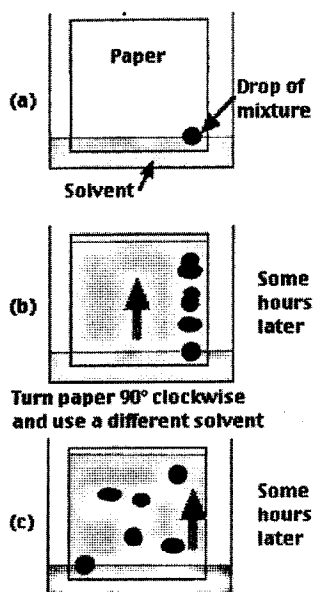 Paper
(a)
Drop of
mixture
Solvent
(b)
Some
hours
later
Turn paper 90° clockwise
and use a different solvent
(c)
Some
hours
later